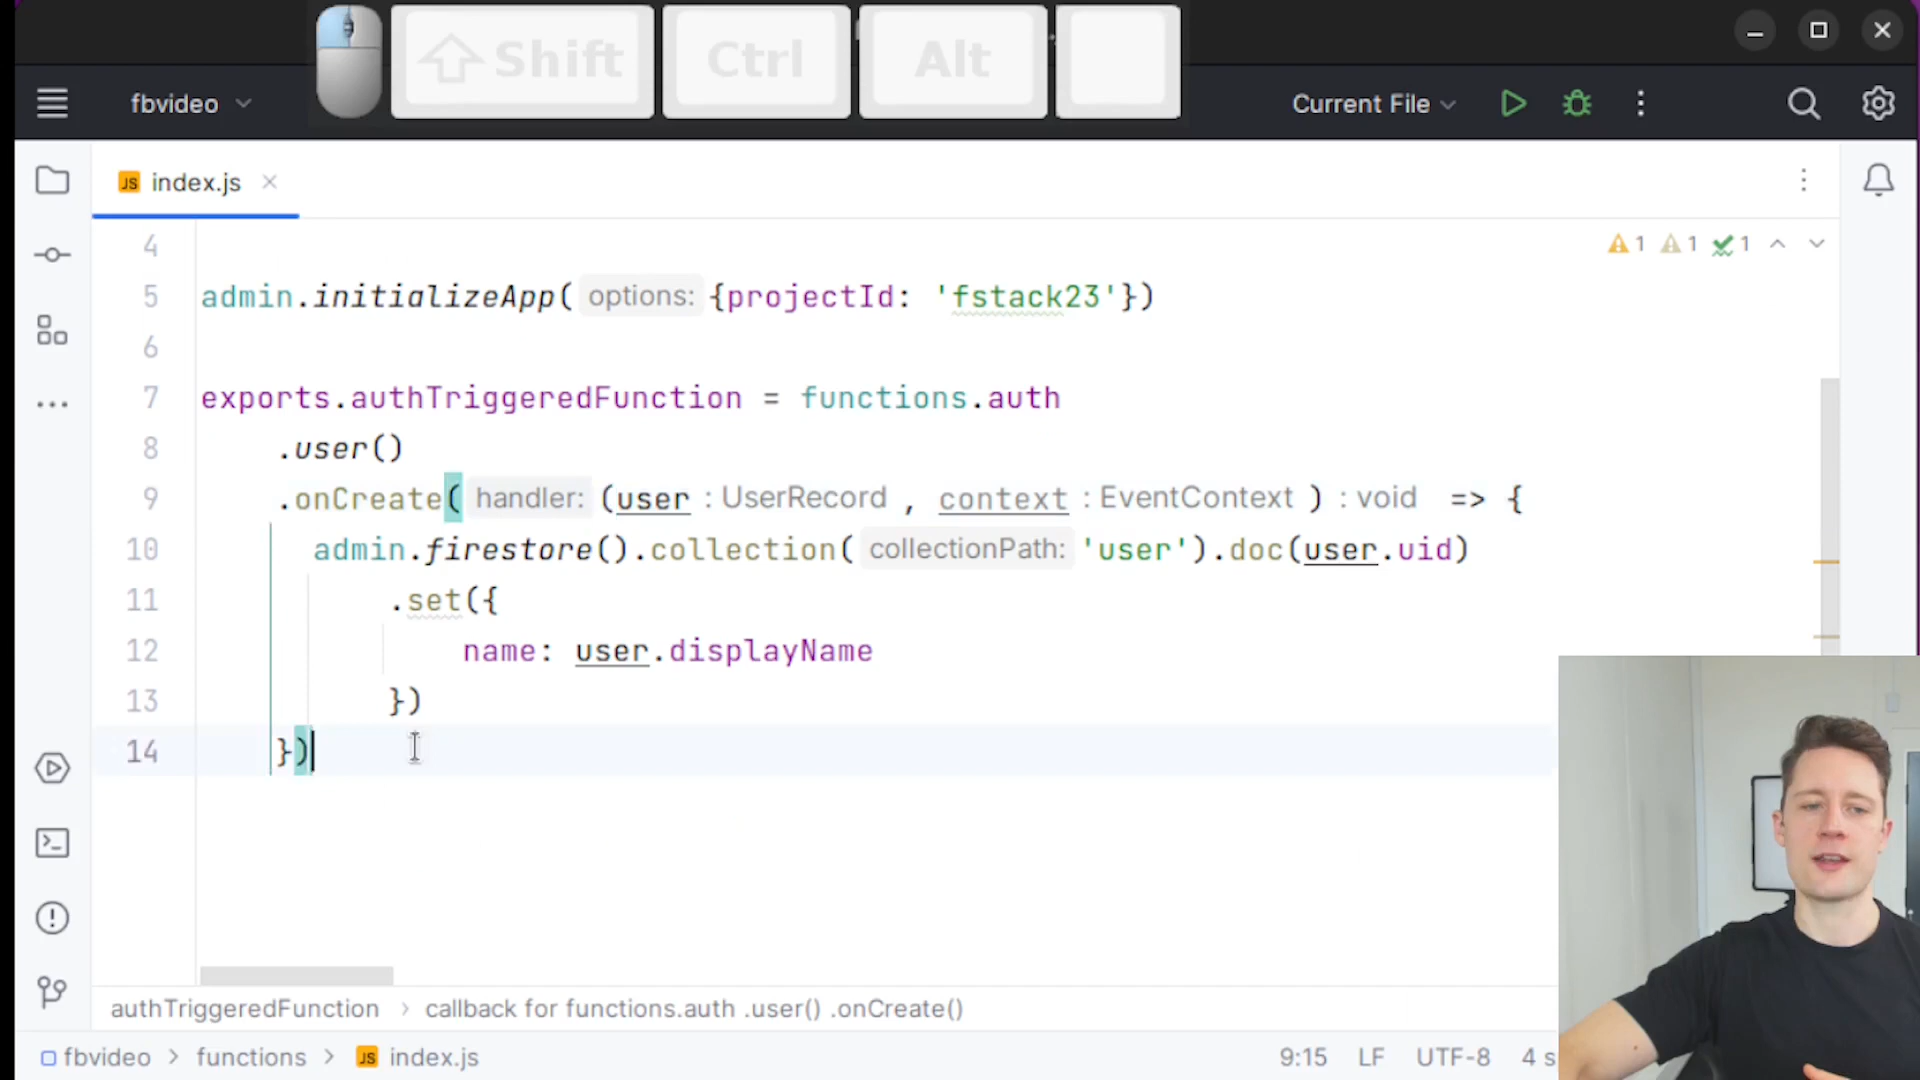 Shift Ctrl Alt
fbvideo Current File
JS index.js
4 1 1 1
5 admin.initializeApp( options: {projectId: 'fstack23'})
6
7 exports.authTriggeredFunction = functions.auth
8 .user()
9 .onCreate( handler: (user : UserRecord , context : EventContext ) : void => {
10 admin.firestore().collection( collectionPath: 'user').doc(user.uid)
11 .set({
12 name: user.displayName
13 })
14 })
authTriggeredFunction › callback for functions.auth .user() .onCreate()
fbvideo > functions > JS index.js 9:15 LF UTF-8 4 s